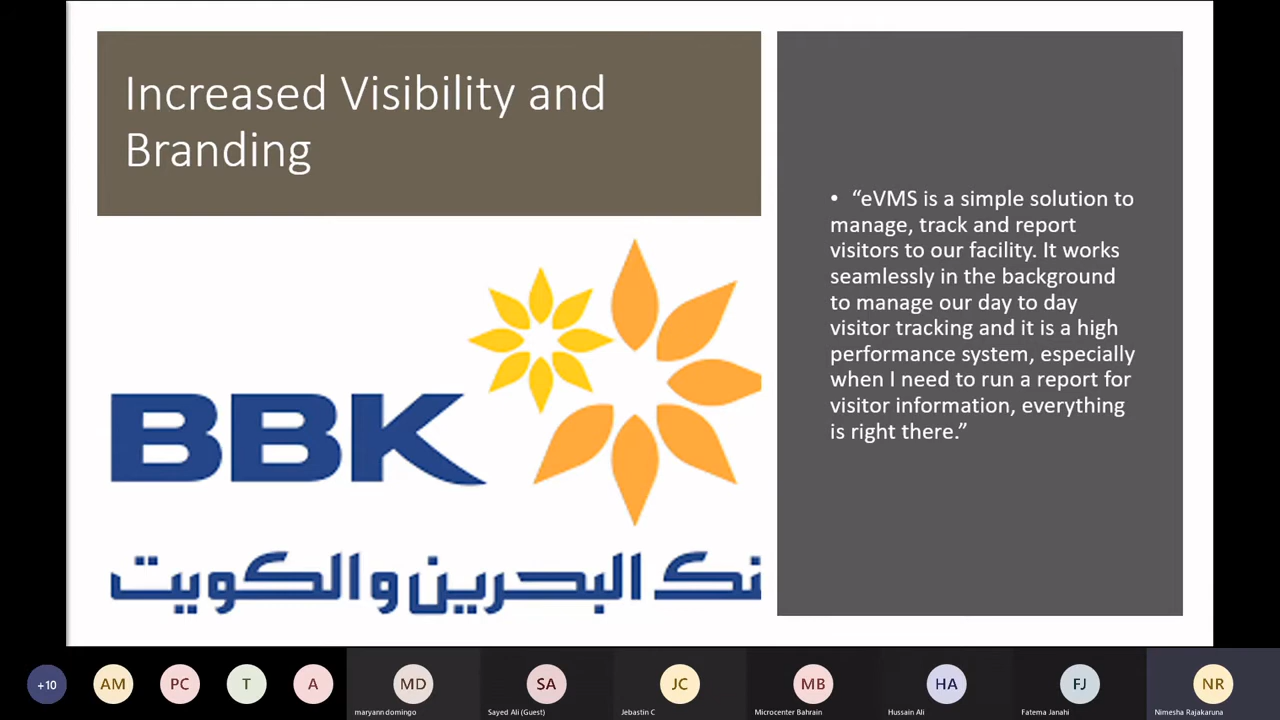 Increased Visibility and
Branding
• “eVMS is a simple solution to
manage, track and report
visitors to our facility. It works
seamlessly in the background
to manage our day to day
visitor tracking and it is a high
performance system, especially
when I need to run a report for
visitor information, everything
is right there.”
BBK
نك البحرين والكويت
+10
AM
PC
T
A
MD
SA
JC
MB
HA
FJ
NR
maryann domingo
Sayed Ali (Guest)
Jebastin C
Microcenter Bahrain
Hussain Ali
Fatema Janahi
Nimesha Rajakaruna